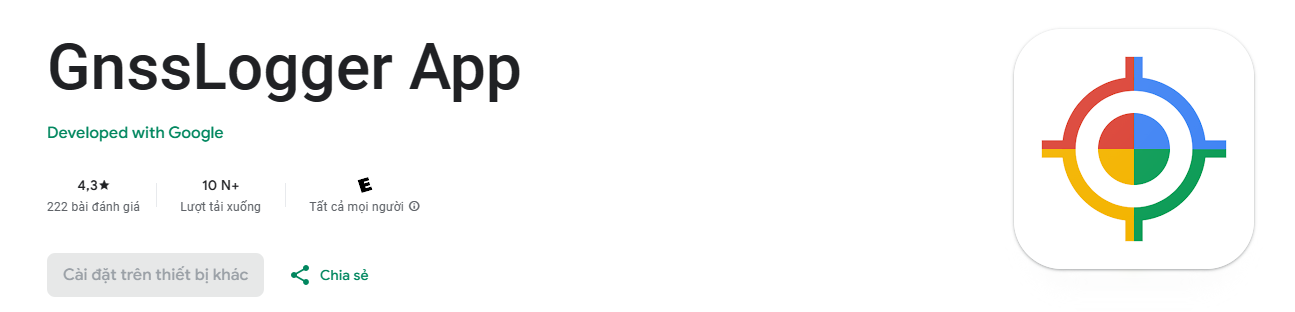 GnssLogger App
Developed with Google
4,3★
222 bài đánh giá
10 N+
Lượt tải xuống
E
Tất cả mọi người
Cài đặt trên thiết bị khác
Chia sẻ